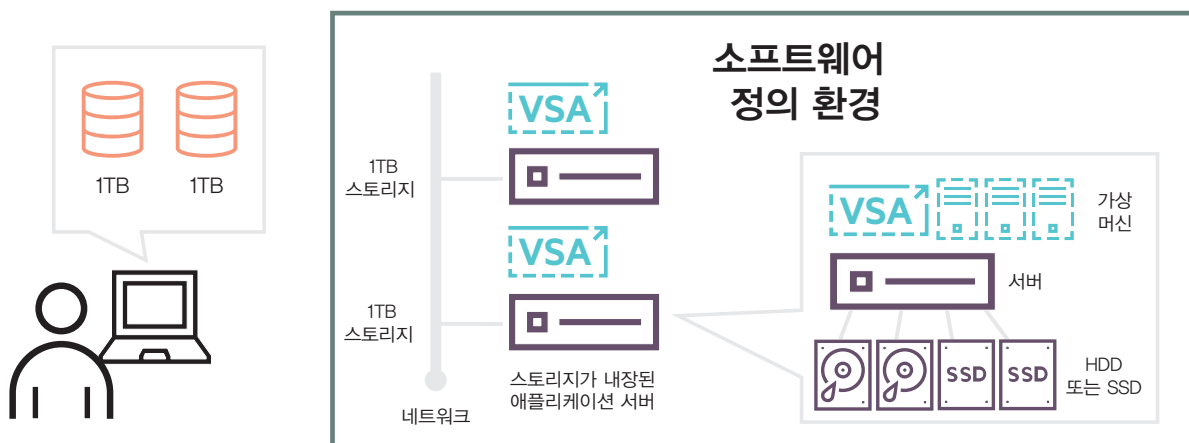 1TB
1TB
소프트웨어
정의 환경
VSA
1TB
스토리지
VSA
1TB
스토리지
스토리지가 내장된
애플리케이션 서버
네트워크
VSA
가상
머신
서버
SSD
SSD
HDD
또는 SSD